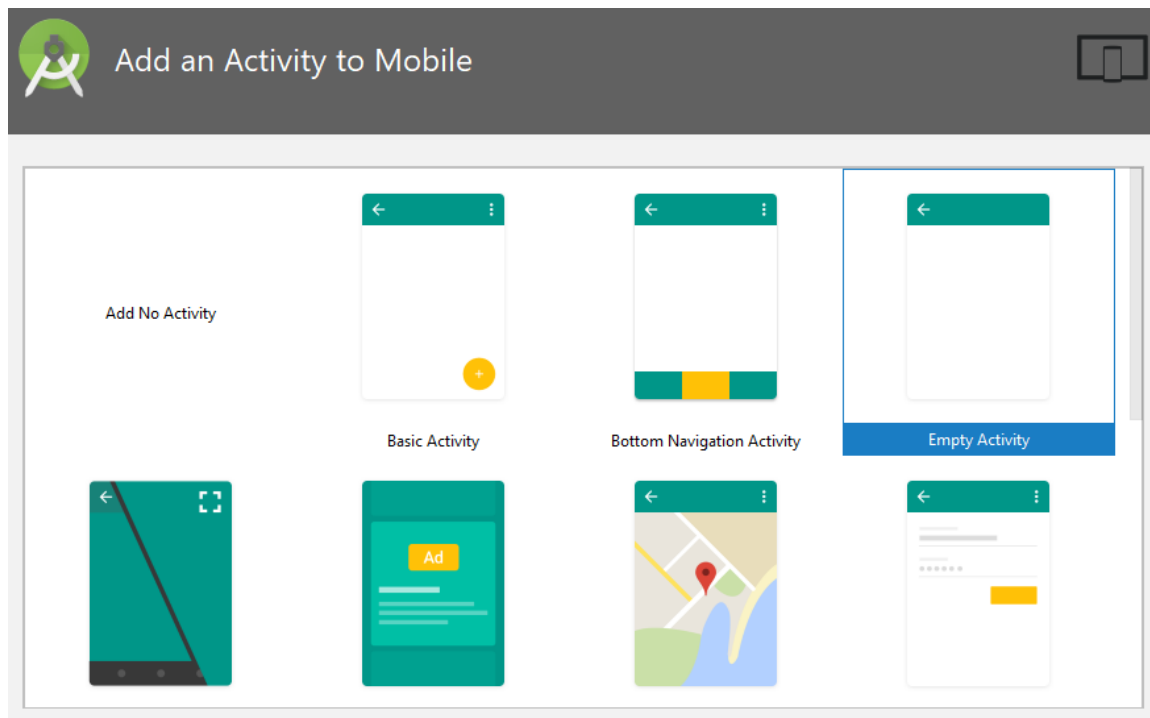 Add an Activity to Mobile
Add No Activity
Basic Activity
Bottom Navigation Activity
Empty Activity
Ad